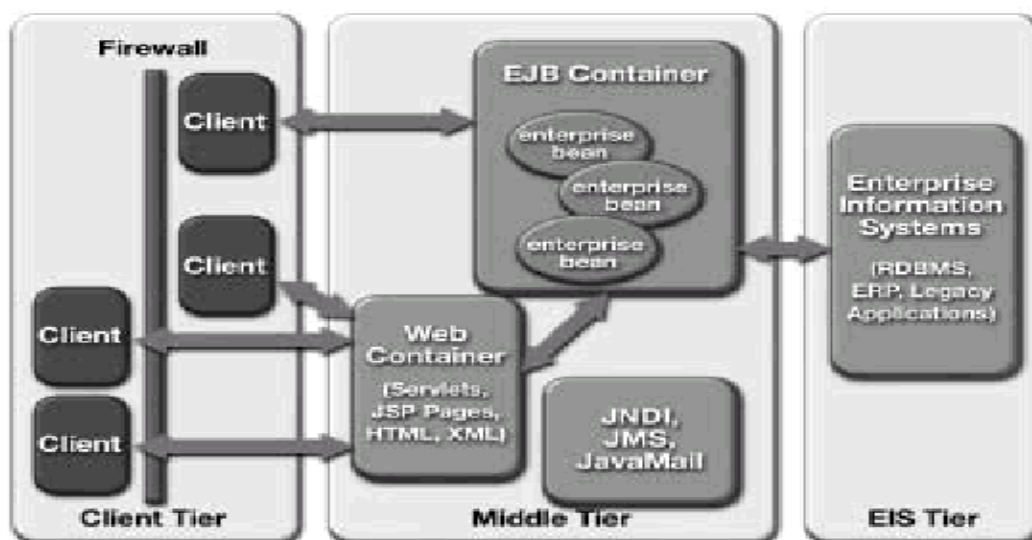 Firewall
Client
Client
Client
Client
Client Tier
EJB Container
enterprise
bean
enterprise
bean
enterprise
bean
Web
Container
(Servlets,
JSP Pages,
HTML, XML)
JNDI,
JMS,
JavaMail
Middle Tier
Enterprise
Information
Systems
(RDBMS,
ERP, Legacy
Applications)
EIS Tier